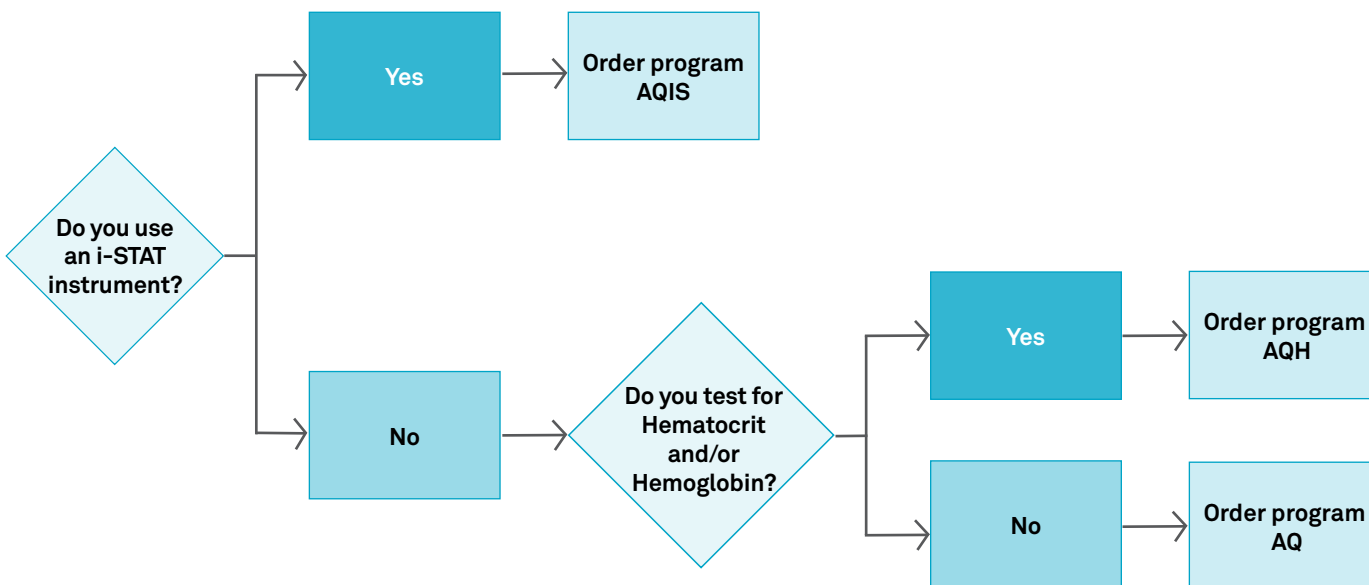 Do you use
an i-STAT
instrument?
Yes
Order program
AQIS
No
Do you test for
Hematocrit
and/or
Hemoglobin?
Yes
Order program
AQH
No
Order program
AQ